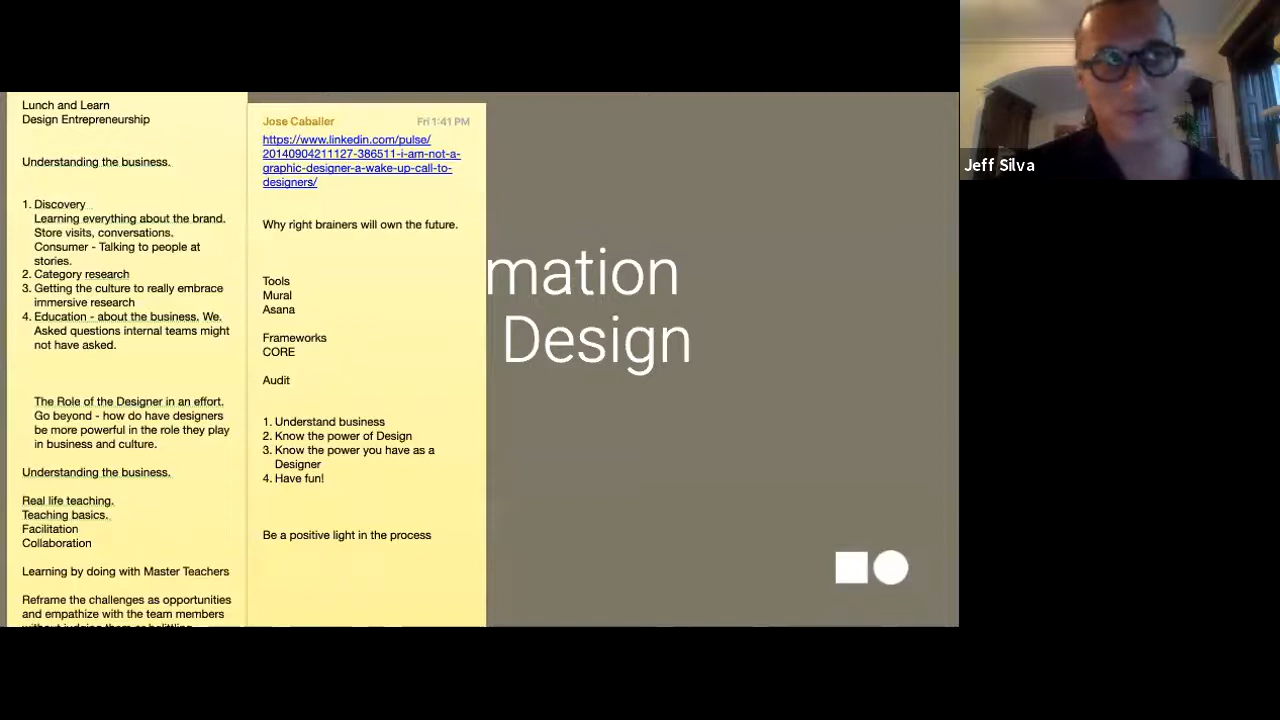 Lunch and Learn
Design Entrepreneurship
Understanding the business.
1. Discovery
Learning everything about the brand.
Store visits, conversations.
Consumer - Talking to people at
stories.
2. Category research
3. Getting the culture to really embrace
immersive research
4. Education - about the business. We.
Asked questions internal teams might
not have asked.
The Role of the Designer in an effort.
Go beyond - how do have designers
be more powerful in the role they play
in business and culture.
Understanding the business.
Real life teaching.
Teaching basics.
Facilitation
Collaboration
Learning by doing with Master Teachers
Reframe the challenges as opportunities
and empathize with the team members
without judging them or belittling
Jose Caballer
Fri 1:41 PM
https://www.linkedin.com/pulse/
20140904211127-386511-i-am-not-a-
graphic-designer-a-wake-up-call-to-
designers/
Why right brainers will own the future.
Tools
Mural
Asana
Frameworks
CORE
Audit
1. Understand business
2. Know the power of Design
3. Know the power you have as a
Designer
4. Have fun!
Be a positive light in the process
mation
Design
Jeff Silva